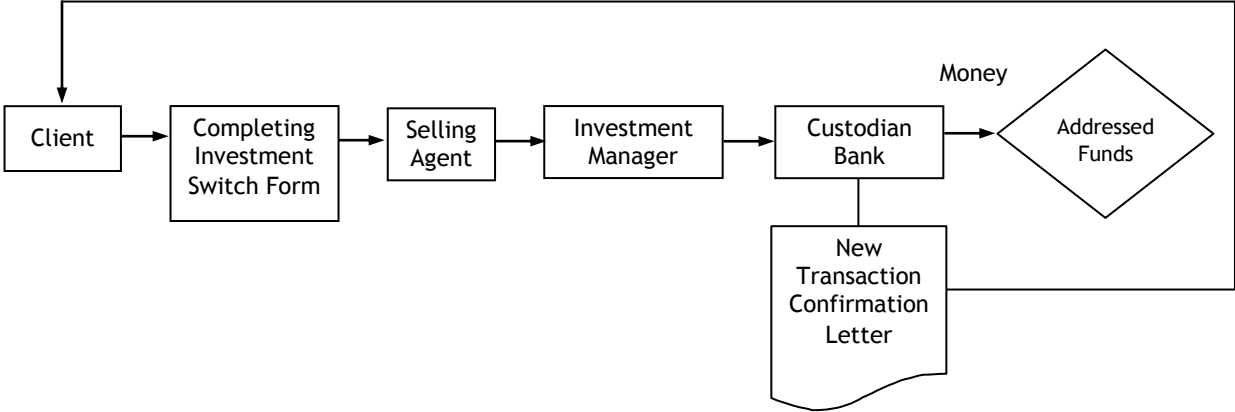 Client
Completing
Investment
Switch Form
Selling
Agent
Investment
Manager
Custodian
Bank
Money
Addressed
Funds
New
Transaction
Confirmation
Letter